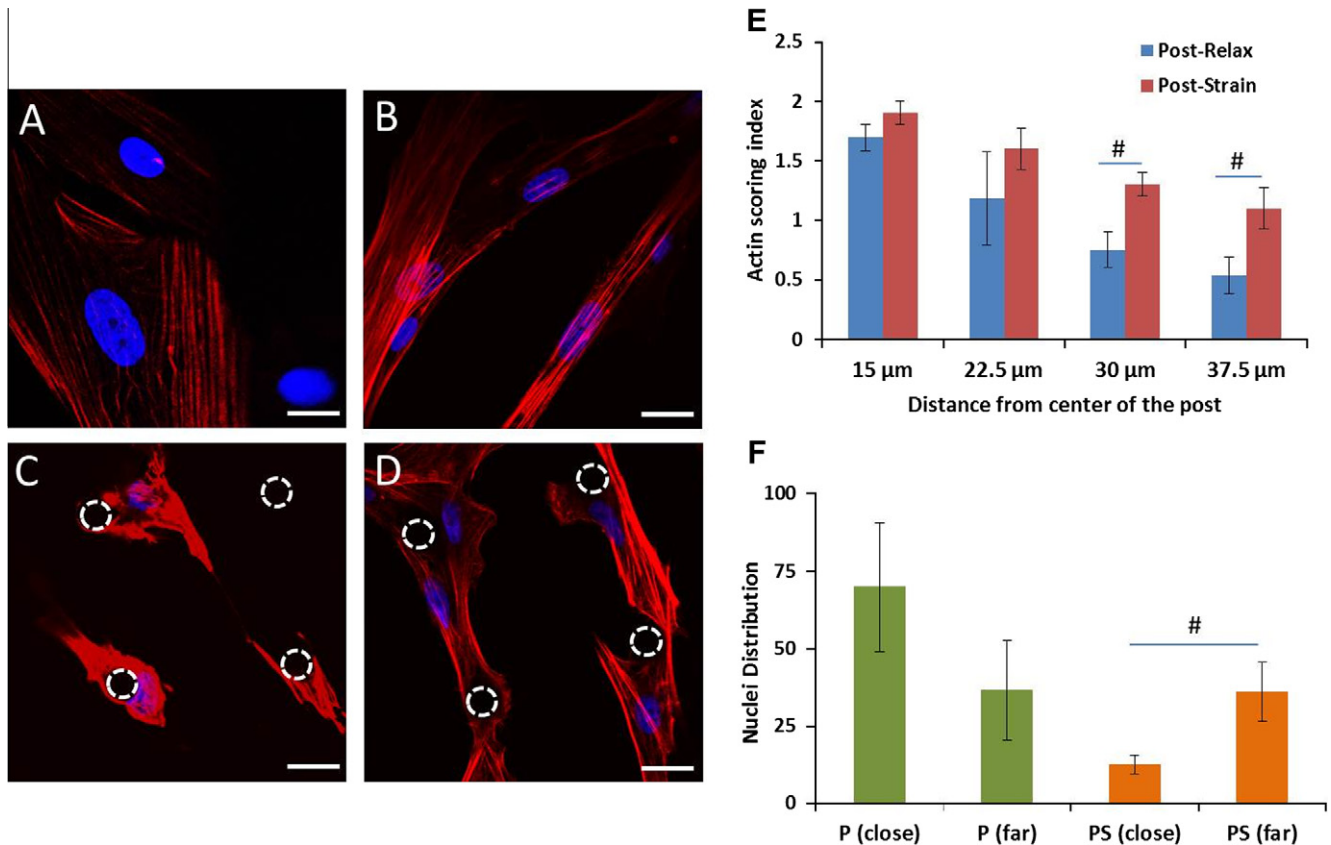 A
B
C
D
E
2.5
2
1.5
1
0.5
0
Actin scoring index
Post-Relax
Post-Strain
#
#
15 µm 22.5 µm 30 µm 37.5 µm
Distance from center of the post
F
100
75
50
25
0
Nuclei Distribution
#
P (close) P (far) PS (close) PS (far)